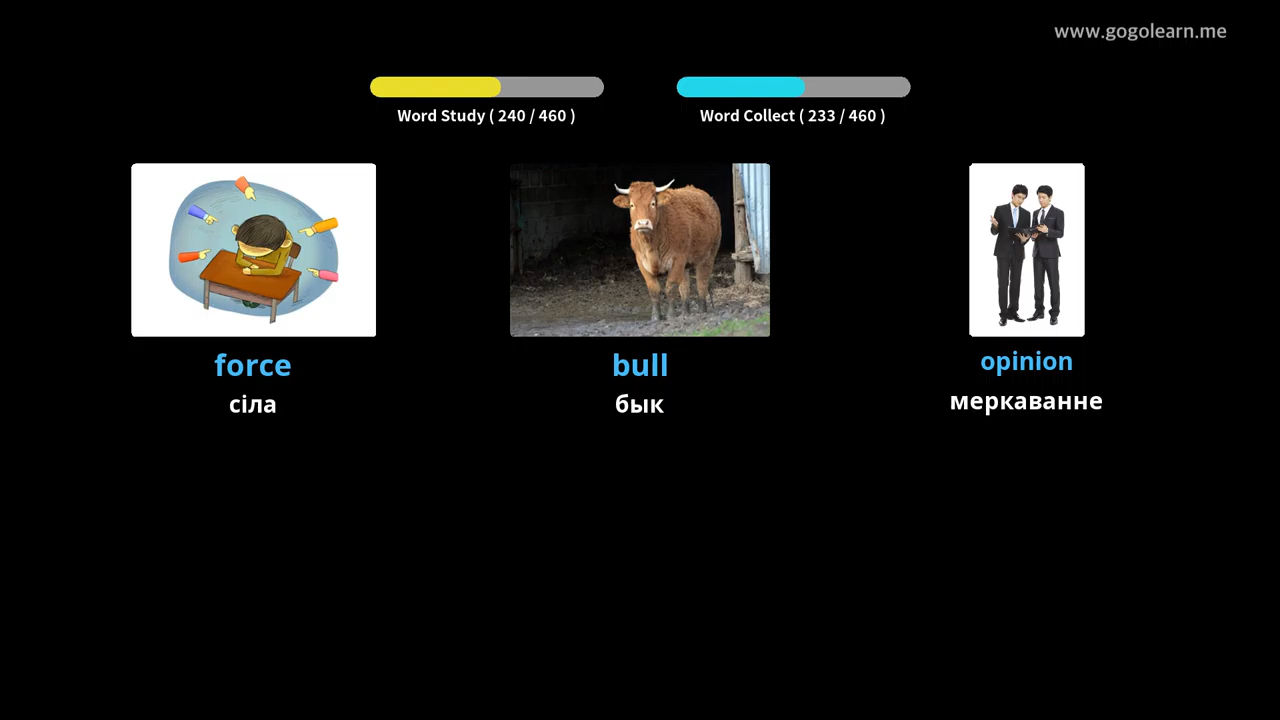 www.gogolearn.me
Word Study ( 240 / 460 )
Word Collect ( 233 / 460 )
force
сіла
bull
бык
opinion
меркаванне